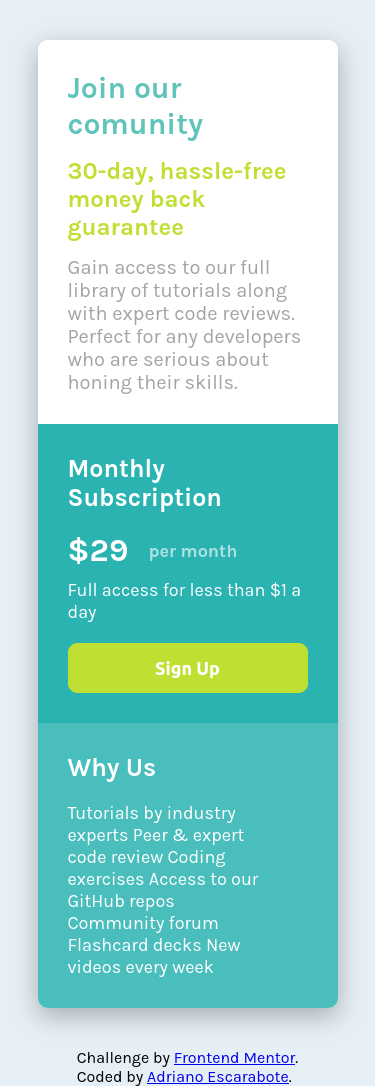 Join our
comunity
30-day, hassle-free
money back
guarantee
Gain access to our full
library of tutorials along
with expert code reviews.
Perfect for any developers
who are serious about
honing their skills.
Monthly
Subscription
$29 per month
Full access for less than $1 a
day
Sign Up
Why Us
Tutorials by industry
experts Peer & expert
code review Coding
exercises Access to our
GitHub repos
Community forum
Flashcard decks New
videos every week
Challenge by Frontend Mentor.
Coded by Adriano Escarabote.